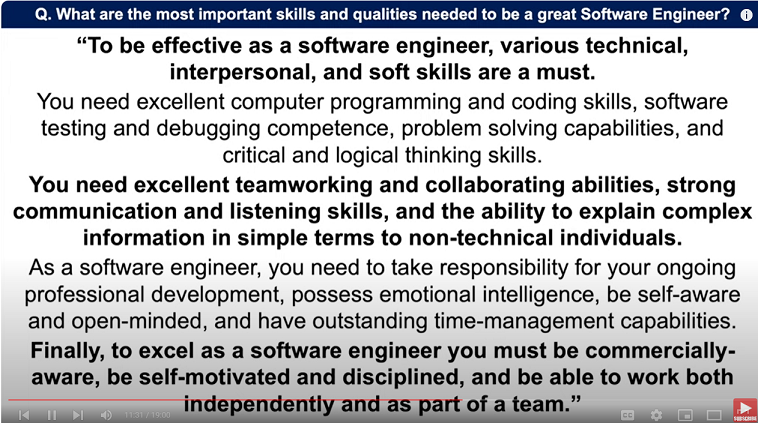 Q. What are the most important skills and qualities needed to be a great Software Engineer?
“To be effective as a software engineer, various technical,
interpersonal, and soft skills are a must.
You need excellent computer programming and coding skills, software
testing and debugging competence, problem solving capabilities, and
critical and logical thinking skills.
You need excellent teamworking and collaborating abilities, strong
communication and listening skills, and the ability to explain complex
information in simple terms to non-technical individuals.
As a software engineer, you need to take responsibility for your ongoing
professional development, possess emotional intelligence, be self-aware
and open-minded, and have outstanding time-management capabilities.
Finally, to excel as a software engineer you must be commercially-
aware, be self-motivated and disciplined, and be able to work both
independently and as part of a team.”
11:31 / 19:00
CC
SUBSCRIBE